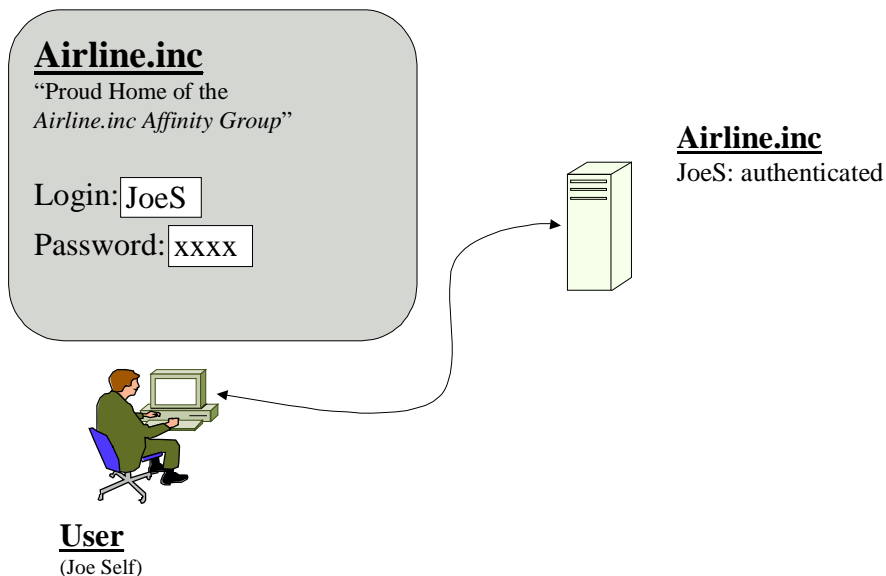 Airline.inc
“Proud Home of the
Airline.inc Affinity Group”
Login: JoeS
Password: xxxx
Airline.inc
JoeS: authenticated
User
(Joe Self)